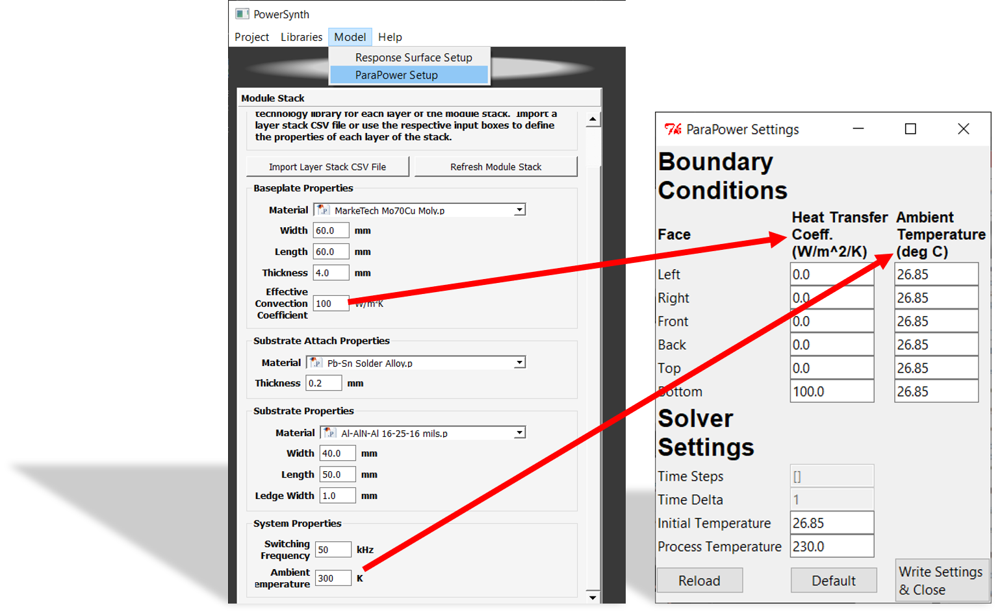 PowerSynth
Project Libraries Model Help
Response Surface Setup
ParaPower Setup
Module Stack
technology library for each layer of the module stack. Import a
layer stack CSV file or use the respective input boxes to define
the properties of each layer of the stack.
Import Layer Stack CSV File Refresh Module Stack
Baseplate Properties
Material MarkeTech Mo70Cu Moly.p
Width 60.0 mm
Length 60.0 mm
Thickness 4.0 mm
Effective
Convection
Coefficient
100 W/m²K
Substrate Attach Properties
Material Pb-Sn Solder Alloy.p
Thickness 0.2 mm
Substrate Properties
Material Al-AlN-Al 16-25-16 mils.p
Width 40.0 mm
Length 50.0 mm
Ledge Width 1.0 mm
System Properties
Switching
Frequency
50 kHz
Ambient
emperature
300 K
ParaPower Settings
Boundary
Conditions
Face
Heat Transfer
Coeff.
(W/m^2/K)
Ambient
Temperature
(deg C)
Left 0.0 26.85
Right 0.0 26.85
Front 0.0 26.85
Back 0.0 26.85
Top 0.0 26.85
Bottom 100.0 26.85
Solver
Settings
Time Steps []
Time Delta 1
Initial Temperature 26.85
Process Temperature 230.0
Reload Default Write Settings
& Close